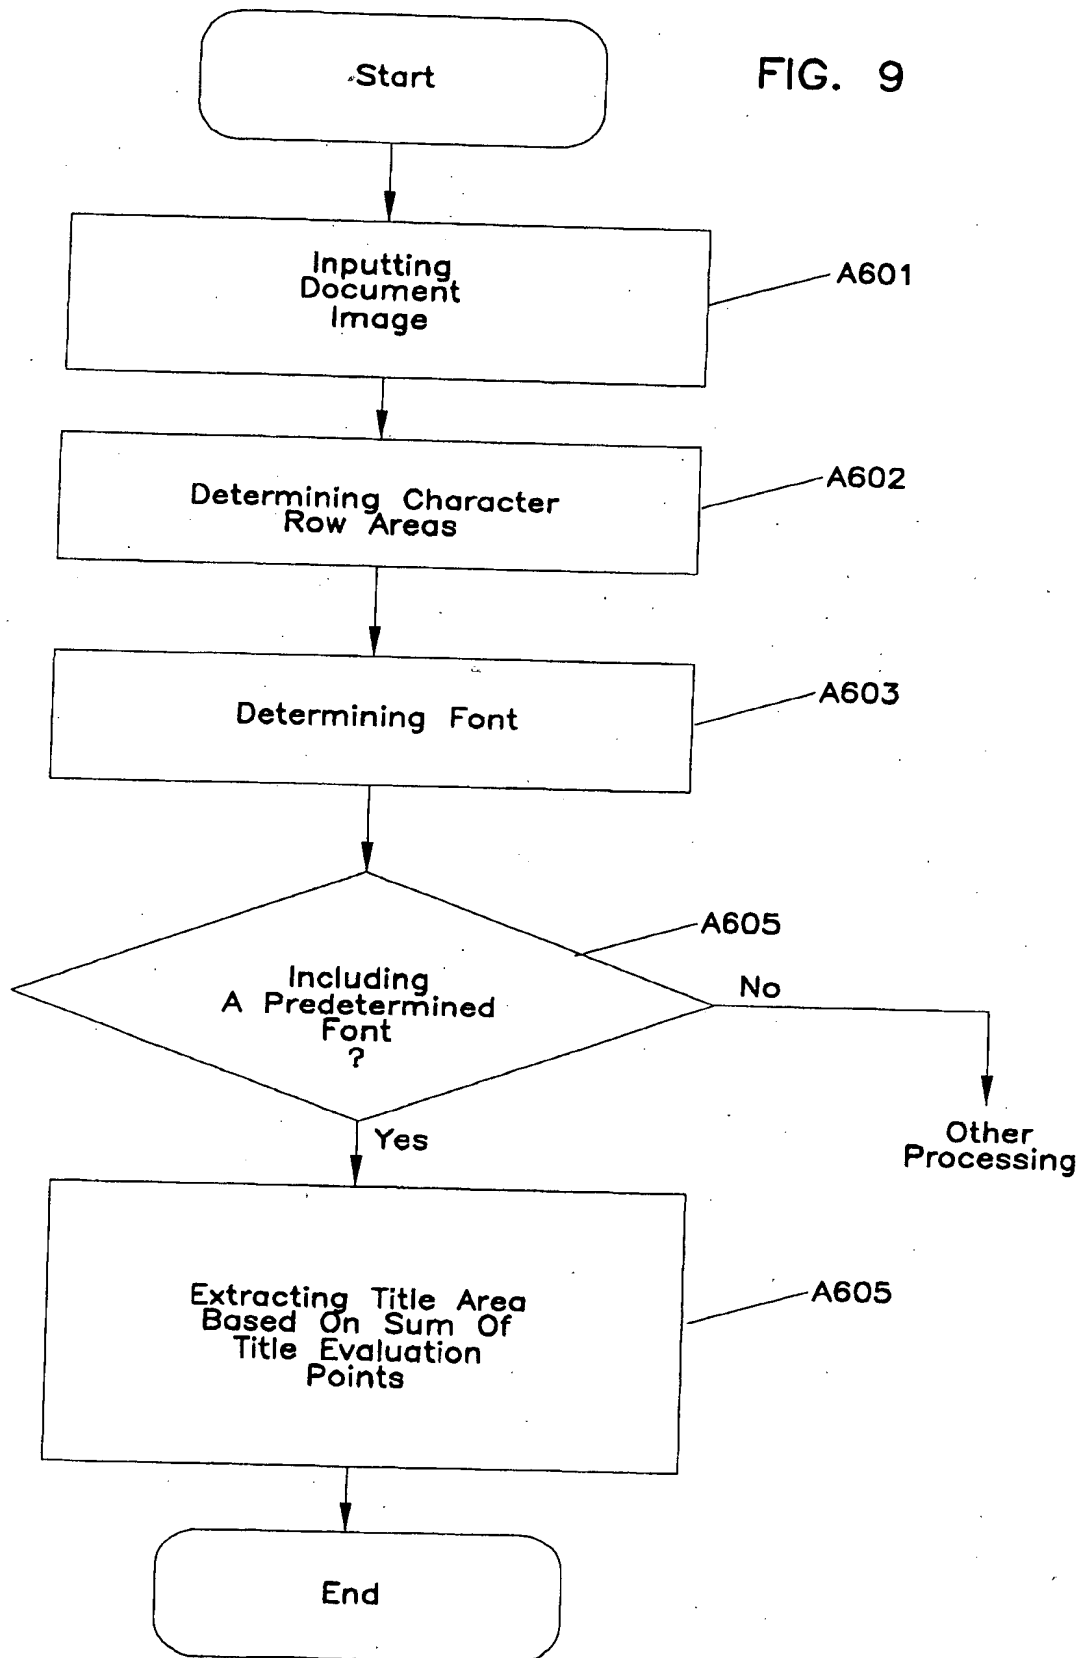 Start
FIG. 9
Inputting
Document
Image
A601
Determining Character
Row Areas
A602
Determining Font
A603
A605
Including
A Predetermined
Font
?
No
Yes
Other
Processing
Extracting Title Area
Based On Sum Of
Title Evaluation
Points
A605
End